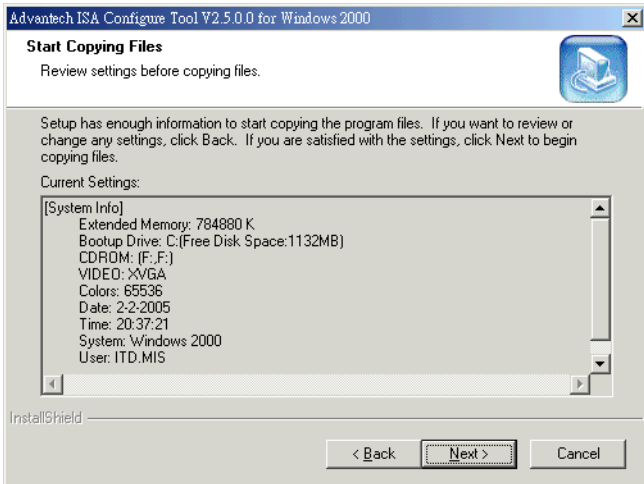 Advantech ISA Configure Tool V2.5.0.0 for Windows 2000
Start Copying Files
Review settings before copying files.
Setup has enough information to start copying the program files. If you want to review or
change any settings, click Back. If you are satisfied with the settings, click Next to begin
copying files.
Current Settings:
[System Info]
Extended Memory: 784880 K
Bootup Drive: C:(Free Disk Space:1132MB)
CDROM: (F:,F:)
VIDEO: XVGA
Colors: 65536
Date: 2-2-2005
Time: 20:37:21
System: Windows 2000
User: ITD.MIS
InstallShield
< Back
Next >
Cancel